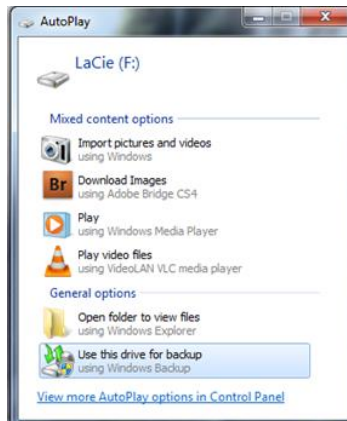 AutoPlay
LaCie (F:)
Mixed content options
Import pictures and videos
using Windows
Br
Download Images
using Adobe Bridge CS4
Play
using Windows Media Player
Play video files
using VideoLAN VLC media player
General options
Open folder to view files
using Windows Explorer
Use this drive for backup
using Windows Backup
View more AutoPlay options in Control Panel